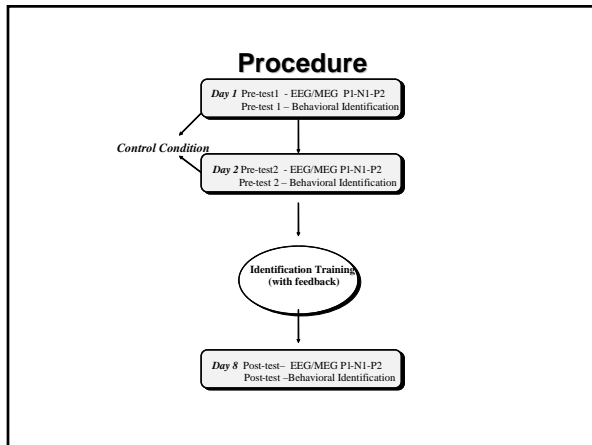 Procedure
Day 1 Pre-test1 - EEG/MEG P1-N1-P2
Pre-test 1 – Behavioral Identification
Control Condition
Day 2 Pre-test2 - EEG/MEG P1-N1-P2
Pre-test 2 – Behavioral Identification
Identification Training
(with feedback)
Day 8 Post-test– EEG/MEG P1-N1-P2
Post-test –Behavioral Identification